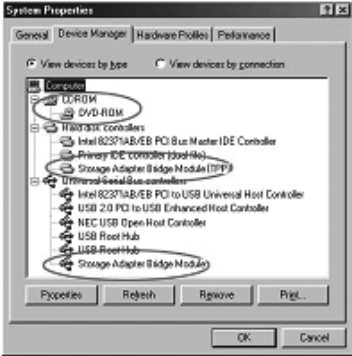 System Properties
General Device Manager Hardware Profiles Performance
View devices by type View devices by connection
Computer
CDROM
DVD-ROM
Hard disk controllers
Intel 82371AB/EB PCI Bus Master IDE Controller
Primary IDE controller (dual fifo)
Storage Adapter Bridge Module (TPP)
Universal Serial Bus controllers
Intel 82371AB/EB PCI to USB Universal Host Controller
USB 2.0 PCI to USB Enhanced Host Controller
NEC USB Open Host Controller
USB Root Hub
USB Root Hub
Storage Adapter Bridge Module
Properties Refresh Remove Print...
OK Cancel